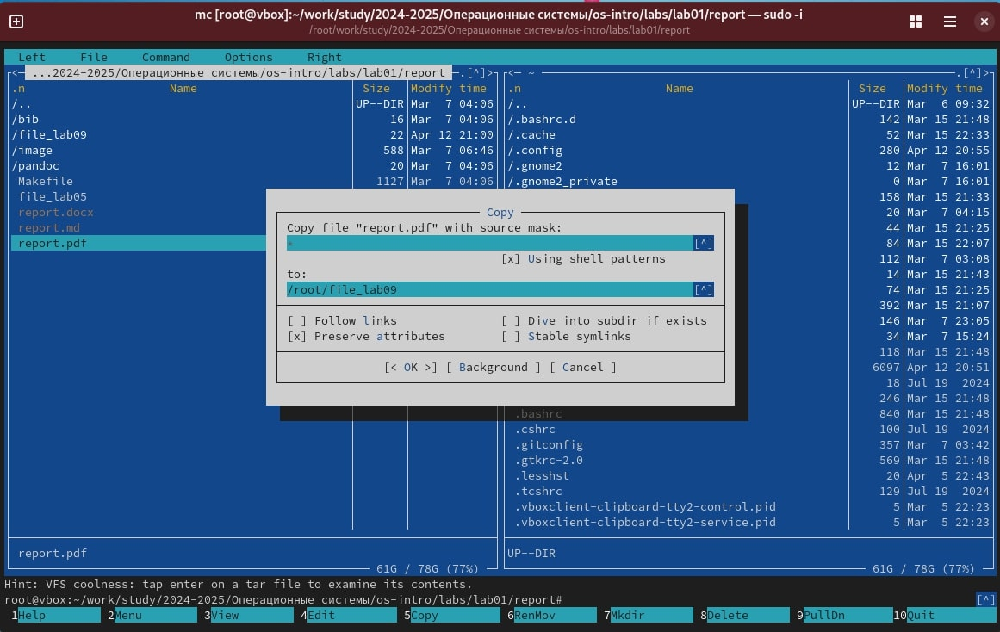 mc [root@vbox]:~/work/study/2024-2025/Операционные системы/os-intro/labs/lab01/report — sudo -i
/root/work/study/2024-2025/Операционные системы/os-intro/labs/lab01/report
Left File Command Options Right
<— ...2024-2025/Операционные системы/os-intro/labs/lab01/report —.[^]>
.n Name Size Modify time
/.. UP--DIR Mar 7 04:06
/bib 16 Mar 7 04:06
/file_lab09 22 Apr 12 21:00
/image 588 Mar 7 06:46
/pandoc 20 Mar 7 04:06
Makefile 1127 Mar 7 04:06
file_lab05
report.docx
report.md
report.pdf
report.pdf
61G / 78G (77%)
<— ~ —.[^]>
.n Name Size Modify time
/.. UP--DIR Mar 6 09:32
/.bashrc.d 142 Mar 15 21:48
/.cache 52 Mar 15 22:33
/.config 280 Apr 12 20:55
/.gnome2 12 Mar 7 16:01
/.gnome2_private 0 Mar 7 16:01
158 Mar 15 21:33
20 Mar 7 04:15
44 Mar 15 21:25
84 Mar 15 22:07
112 Mar 7 03:08
14 Mar 15 21:43
74 Mar 15 21:25
392 Mar 15 21:07
146 Mar 7 23:05
34 Mar 7 15:24
118 Mar 15 21:48
6097 Apr 12 20:51
18 Jul 19 2024
246 Mar 15 21:48
.bashrc 840 Mar 15 21:48
.cshrc 100 Jul 19 2024
.gitconfig 357 Mar 7 03:42
.gtkrc-2.0 569 Mar 15 21:48
.lesshst 20 Apr 5 22:43
.tcshrc 129 Jul 19 2024
.vboxclient-clipboard-tty2-control.pid 5 Mar 5 22:23
.vboxclient-clipboard-tty2-service.pid 5 Mar 5 22:23
UP--DIR
61G / 78G (77%)
Copy
Copy file "report.pdf" with source mask:
* [^]
[x] Using shell patterns
to:
/root/file_lab09 [^]
[ ] Follow links [ ] Dive into subdir if exists
[x] Preserve attributes [ ] Stable symlinks
[< OK >] [ Background ] [ Cancel ]
Hint: VFS coolness: tap enter on a tar file to examine its contents.
root@vbox:~/work/study/2024-2025/Операционные системы/os-intro/labs/lab01/report# [^]
1Help 2Menu 3View 4Edit 5Copy 6RenMov 7Mkdir 8Delete 9PullDn 10Quit